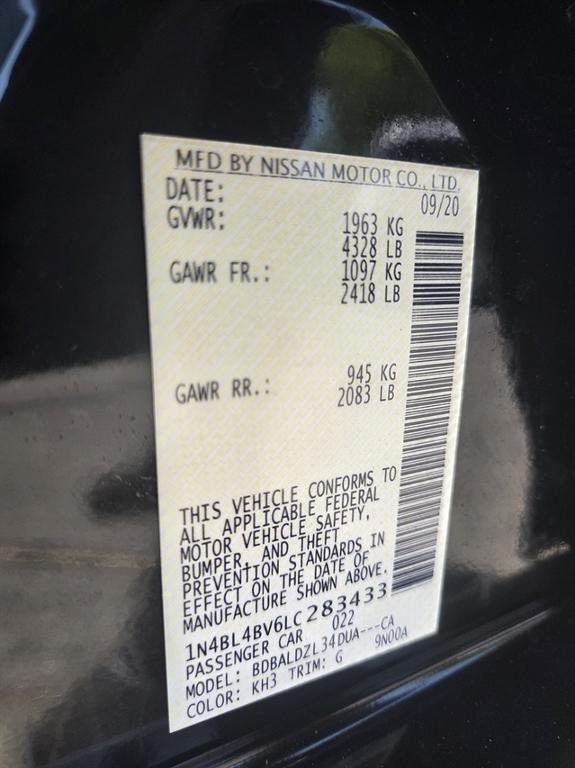 MFD BY NISSAN MOTOR CO., LTD.
DATE: 09/20
GVWR: 1963 KG
4328 LB
GAWR FR.: 1097 KG
2418 LB
GAWR RR.: 945 KG
2083 LB
THIS VEHICLE CONFORMS TO
ALL APPLICABLE FEDERAL
MOTOR VEHICLE SAFETY,
BUMPER, AND THEFT
PREVENTION STANDARDS IN
EFFECT ON THE DATE OF
MANUFACTURE SHOWN ABOVE.
1N4BL4BV6LC283433
PASSENGER CAR 022
MODEL: BDBALDZL34DUA---CA
COLOR: KH3 TRIM: G 9N00A